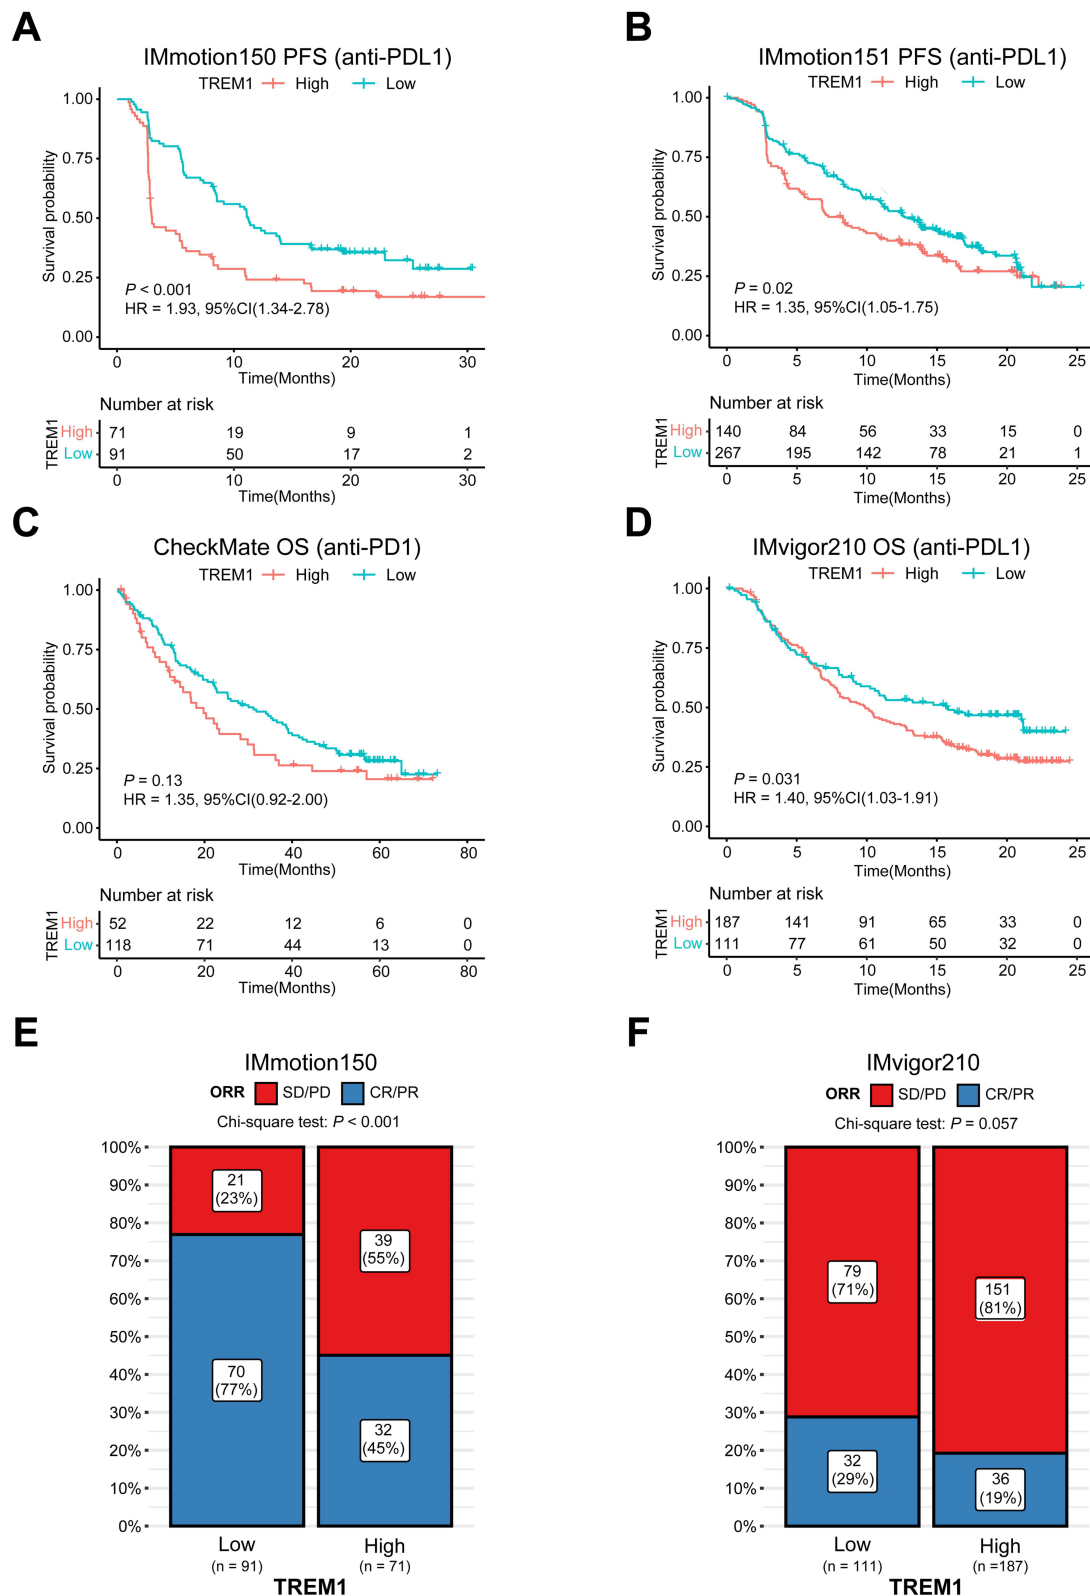 A
IMmotion150 PFS (anti-PDL1)
TREM1 High Low
Survival probability
1.00
0.75
0.50
0.25
0.00
P < 0.001
HR = 1.93, 95%CI(1.34-2.78)
0 10 20 30
Time(Months)
Number at risk
TREM1
High 71 19 9 1
Low 91 50 17 2
0 10 20 30
Time(Months)
B
IMmotion151 PFS (anti-PDL1)
TREM1 High Low
Survival probability
1.00
0.75
0.50
0.25
0.00
P = 0.02
HR = 1.35, 95%CI(1.05-1.75)
0 5 10 15 20 25
Time(Months)
Number at risk
TREM1
High 140 84 56 33 15 0
Low 267 195 142 78 21 1
0 5 10 15 20 25
Time(Months)
C
CheckMate OS (anti-PD1)
TREM1 High Low
Survival probability
1.00
0.75
0.50
0.25
0.00
P = 0.13
HR = 1.35, 95%CI(0.92-2.00)
0 20 40 60 80
Time(Months)
Number at risk
TREM1
High 52 22 12 6 0
Low 118 71 44 13 0
0 20 40 60 80
Time(Months)
D
IMvigor210 OS (anti-PDL1)
TREM1 High Low
Survival probability
1.00
0.75
0.50
0.25
0.00
P = 0.031
HR = 1.40, 95%CI(1.03-1.91)
0 5 10 15 20 25
Time(Months)
Number at risk
TREM1
High 187 141 91 65 33 0
Low 111 77 61 50 32 0
0 5 10 15 20 25
Time(Months)
E
IMmotion150
ORR SD/PD CR/PR
Chi-square test: P < 0.001
100%
90%
80%
70%
60%
50%
40%
30%
20%
10%
0%
21
(23%)
70
(77%)
39
(55%)
32
(45%)
Low High
(n = 91) (n = 71)
TREM1
F
IMvigor210
ORR SD/PD CR/PR
Chi-square test: P = 0.057
100%
90%
80%
70%
60%
50%
40%
30%
20%
10%
0%
79
(71%)
32
(29%)
151
(81%)
36
(19%)
Low High
(n = 111) (n =187)
TREM1